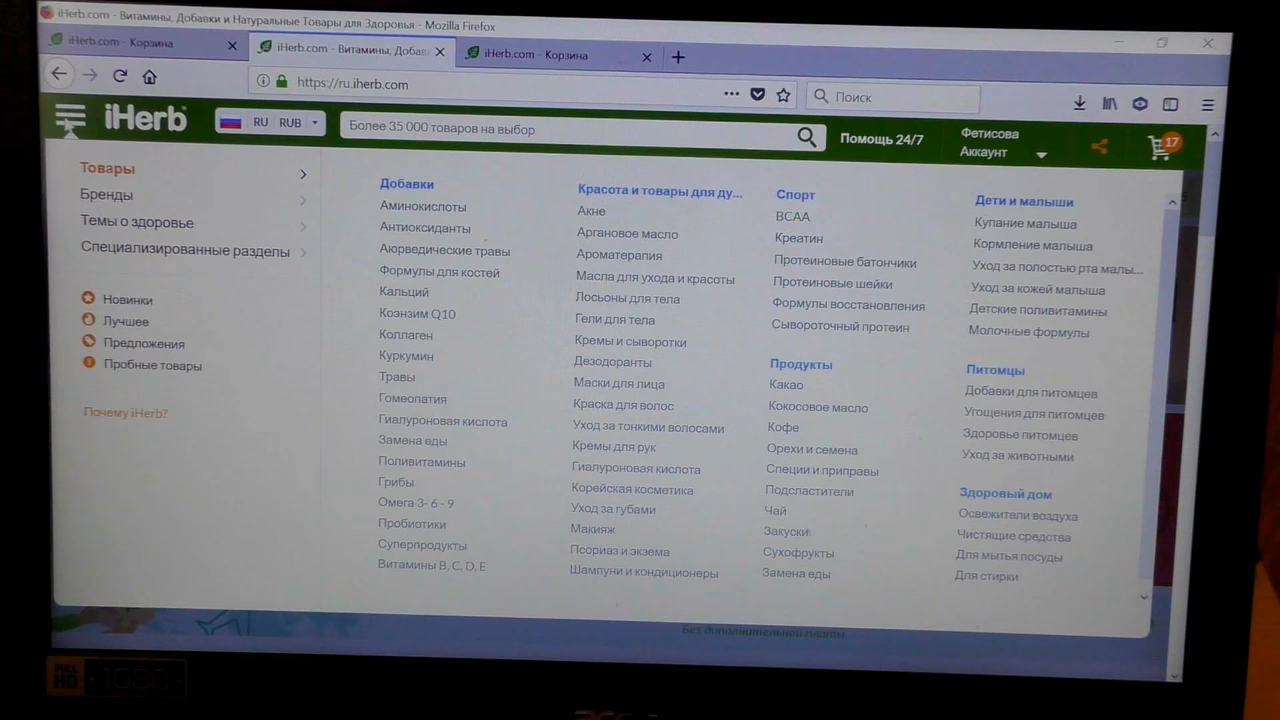 iHerb.com - Витамины, Добавки и Натуральные Товары для Здоровья - Mozilla Firefox
iHerb.com - Корзина
iHerb.com - Витамины, Добав
iHerb.com - Корзина
https://ru.iherb.com
Поиск
iHerb
RU RUB
Более 35 000 товаров на выбор
Помощь 24/7
Фетисова
Аккаунт
17
Товары
Бренды
Темы о здоровье
Специализированные разделы
Новинки
Лучшее
Предложения
Пробные товары
Почему iHerb?
Добавки
Аминокислоты
Антиоксиданты
Аюрведические травы
Формулы для костей
Кальций
Коэнзим Q10
Коллаген
Куркумин
Травы
Гомеопатия
Гиалуроновая кислота
Замена еды
Поливитамины
Грибы
Омега 3- 6 - 9
Пробиотики
Суперпродукты
Витамины B, C, D, E
Красота и товары для ду...
Акне
Аргановое масло
Ароматерапия
Масла для ухода и красоты
Лосьоны для тела
Гели для тела
Кремы и сыворотки
Дезодоранты
Маски для лица
Краска для волос
Уход за тонкими волосами
Кремы для рук
Гиалуроновая кислота
Корейская косметика
Уход за губами
Макияж
Псориаз и экзема
Шампуни и кондиционеры
Спорт
BCAA
Креатин
Протеиновые батончики
Протеиновые шейки
Формулы восстановления
Сывороточный протеин
Продукты
Какао
Кокосовое масло
Кофе
Орехи и семена
Специи и приправы
Подсластители
Чай
Закуски
Сухофрукты
Замена еды
Дети и малыши
Купание малыша
Кормление малыша
Уход за полостью рта малы...
Уход за кожей малыша
Детские поливитамины
Молочные формулы
Питомцы
Добавки для питомцев
Угощения для питомцев
Здоровье питомцев
Уход за животными
Здоровый дом
Освежители воздуха
Чистящие средства
Для мытья посуды
Для стирки
Без дополнительной платы
FULL
HD
1080
acer